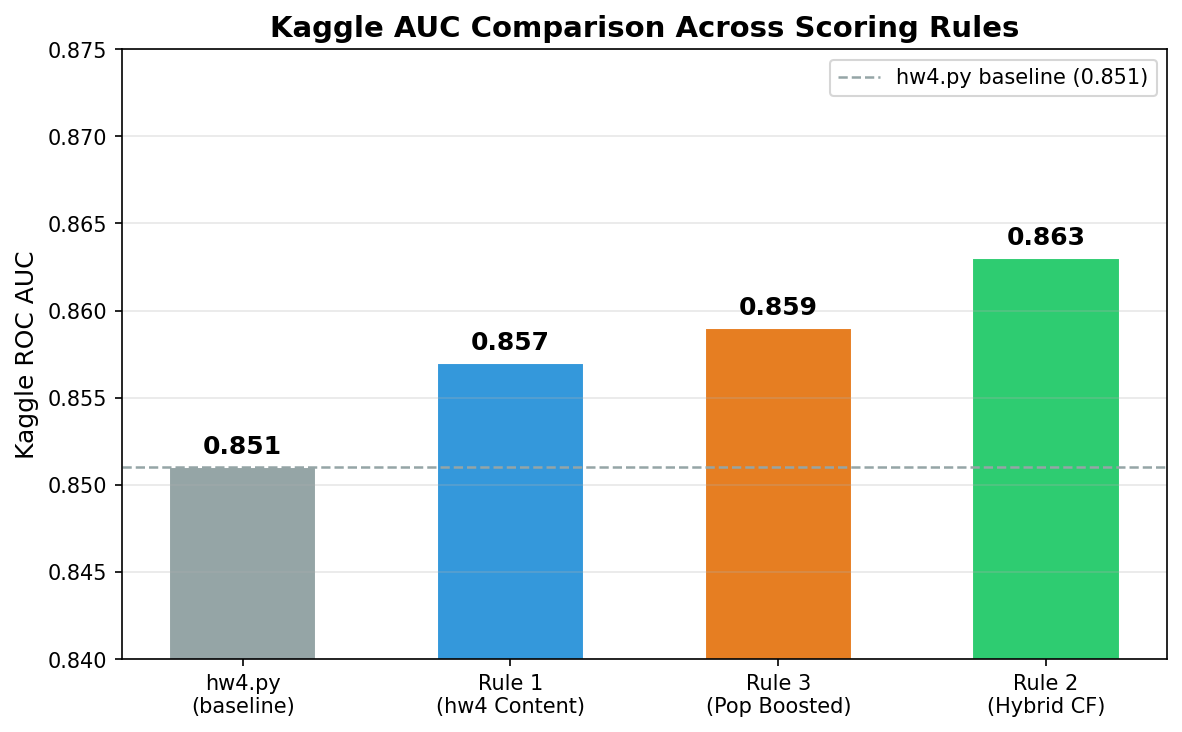 Kaggle AUC Comparison Across Scoring Rules
Kaggle ROC AUC
0.875
0.870
0.865
0.860
0.855
0.850
0.845
0.840
hw4.py baseline (0.851)
0.851
0.857
0.859
0.863
hw4.py
(baseline)
Rule 1
(hw4 Content)
Rule 3
(Pop Boosted)
Rule 2
(Hybrid CF)